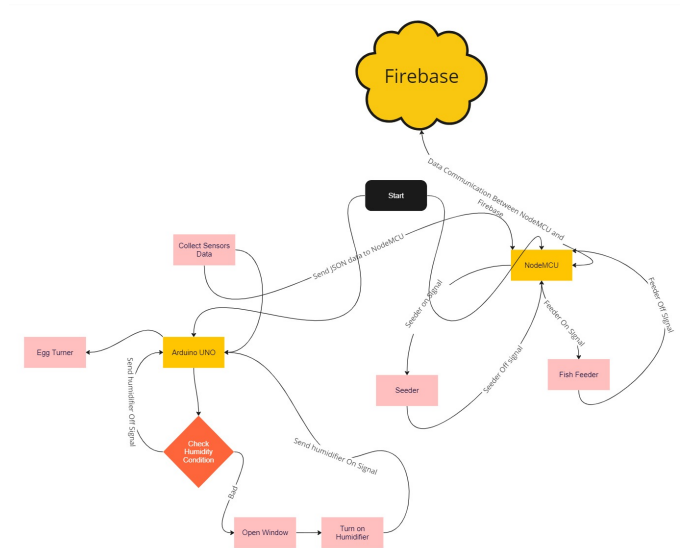 Firebase
Data Communication Between NodeMCU and
Firebase
Start
Collect Sensors
Data
Send JSON data to NodeMCU
NodeMCU
Seeder on Signal
Feeder On Signal
Feeder Off Signal
Egg Turner
Arduino UNO
Send humidifier Off Signal
Seeder
Seeder Off signal
Fish Feeder
Check
Humidity
Condition
Send humidifier On Signal
Bad
Open Window
Turn on
Humidifier